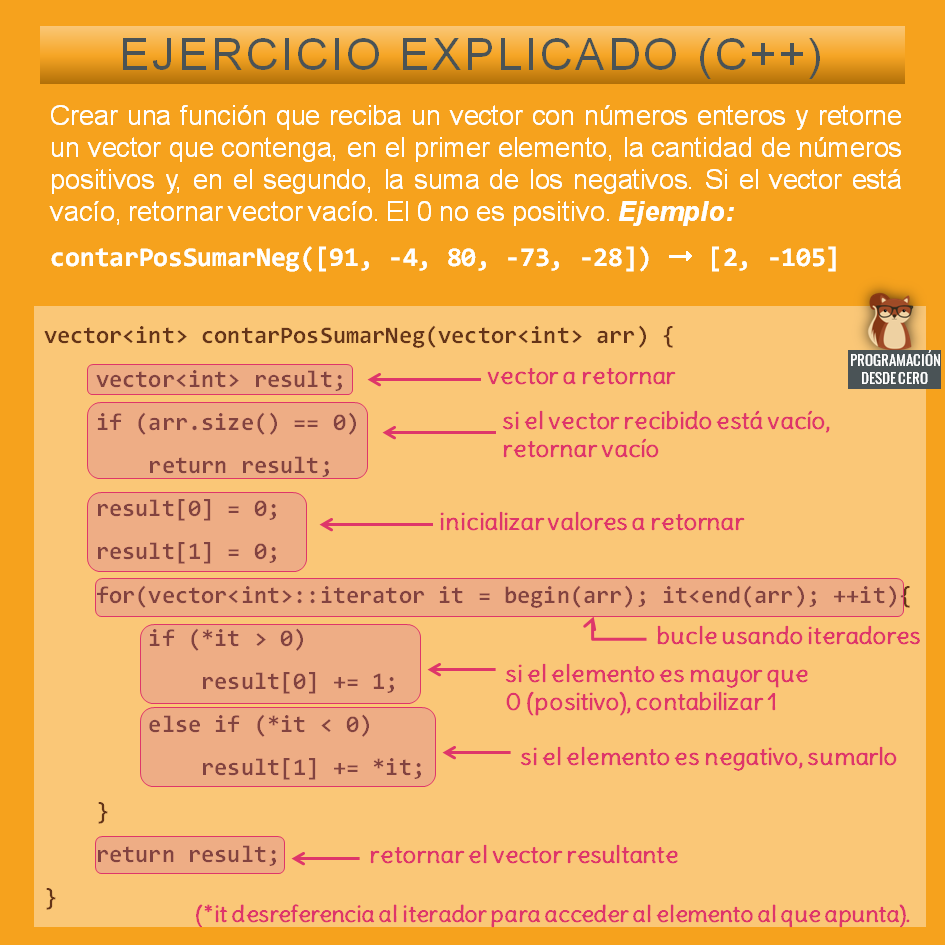 EJERCICIO EXPLICADO (C++)
Crear una función que reciba un vector con números enteros y retorne
un vector que contenga, en el primer elemento, la cantidad de números
positivos y, en el segundo, la suma de los negativos. Si el vector está
vacío, retornar vector vacío. El 0 no es positivo. Ejemplo:
contarPosSumarNeg([91, -4, 80, -73, -28]) → [2, -105]
PROGRAMACIÓN
DESDE CERO
vector<int> contarPosSumarNeg(vector<int> arr) {
vector<int> result;
vector a retornar
if (arr.size() == 0)
return result;
si el vector recibido está vacío,
retornar vacío
result[0] = 0;
result[1] = 0;
inicializar valores a retornar
for(vector<int>::iterator it = begin(arr); it<end(arr); ++it){
bucle usando iteradores
if (*it > 0)
result[0] += 1;
si el elemento es mayor que
0 (positivo), contabilizar 1
else if (*it < 0)
result[1] += *it;
si el elemento es negativo, sumarlo
}
return result;
retornar el vector resultante
}
(*it desreferencia al iterador para acceder al elemento al que apunta).